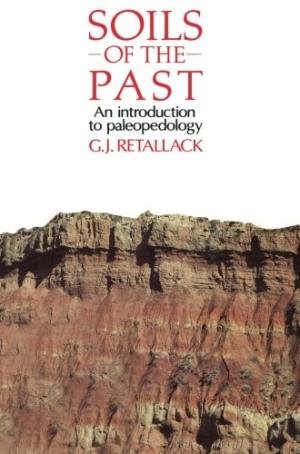 SOILS
OF THE
PAST
An introduction
to paleopedology
G.J. RETALLACK